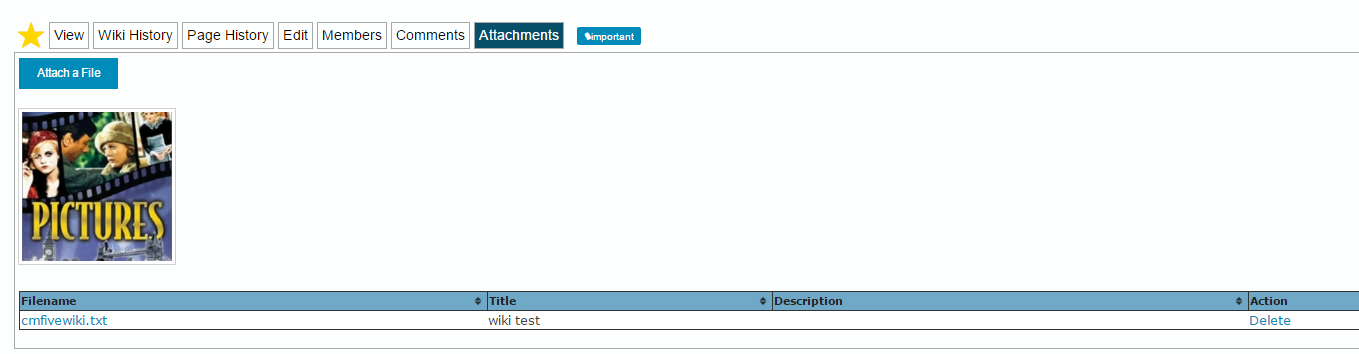 View Wiki History Page History Edit Members Comments Attachments important
Attach a File
PICTURES
Filename Title Description Action
cmfivewiki.txt wiki test Delete